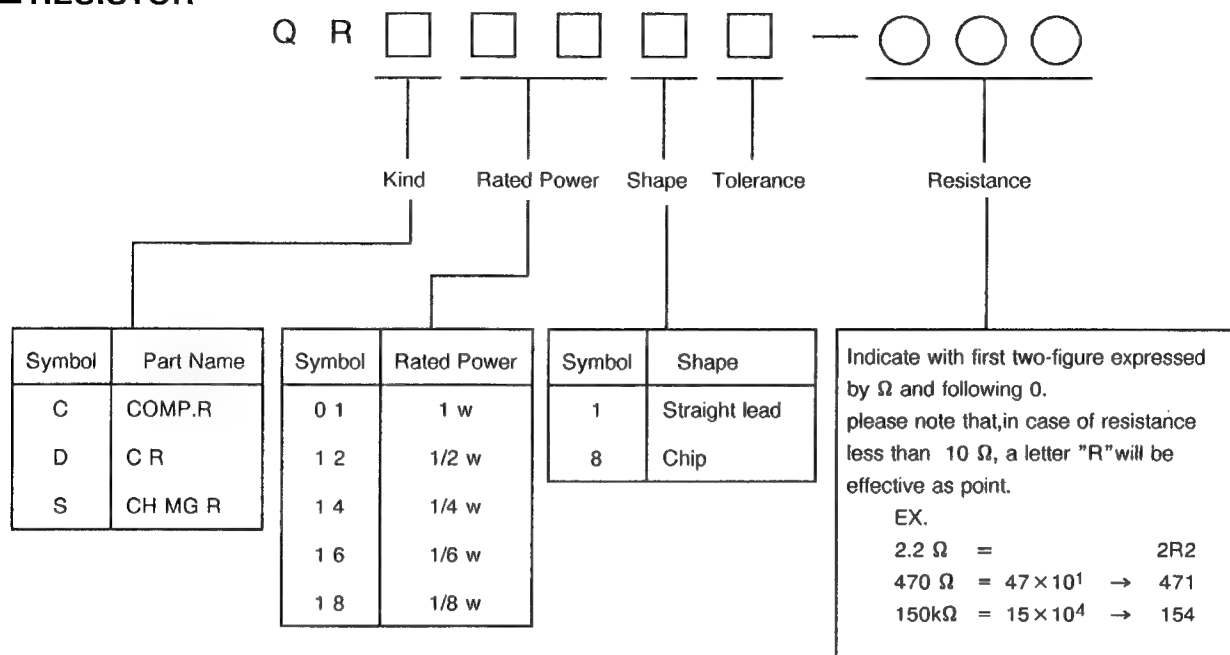 RESISTOR
Q R —
Kind Rated Power Shape Tolerance Resistance
Symbol Part Name
C COMP.R
D C R
S CH MG R
Symbol Rated Power
0 1 1 w
1 2 1/2 w
1 4 1/4 w
1 6 1/6 w
1 8 1/8 w
Symbol Shape
1 Straight lead
8 Chip
Indicate with first two-figure expressed
by Ω and following 0.
please note that,in case of resistance
less than 10 Ω, a letter "R"will be
effective as point.
EX.
2.2 Ω = 2R2
470 Ω = 47×10¹ → 471
150kΩ = 15×10⁴ → 154